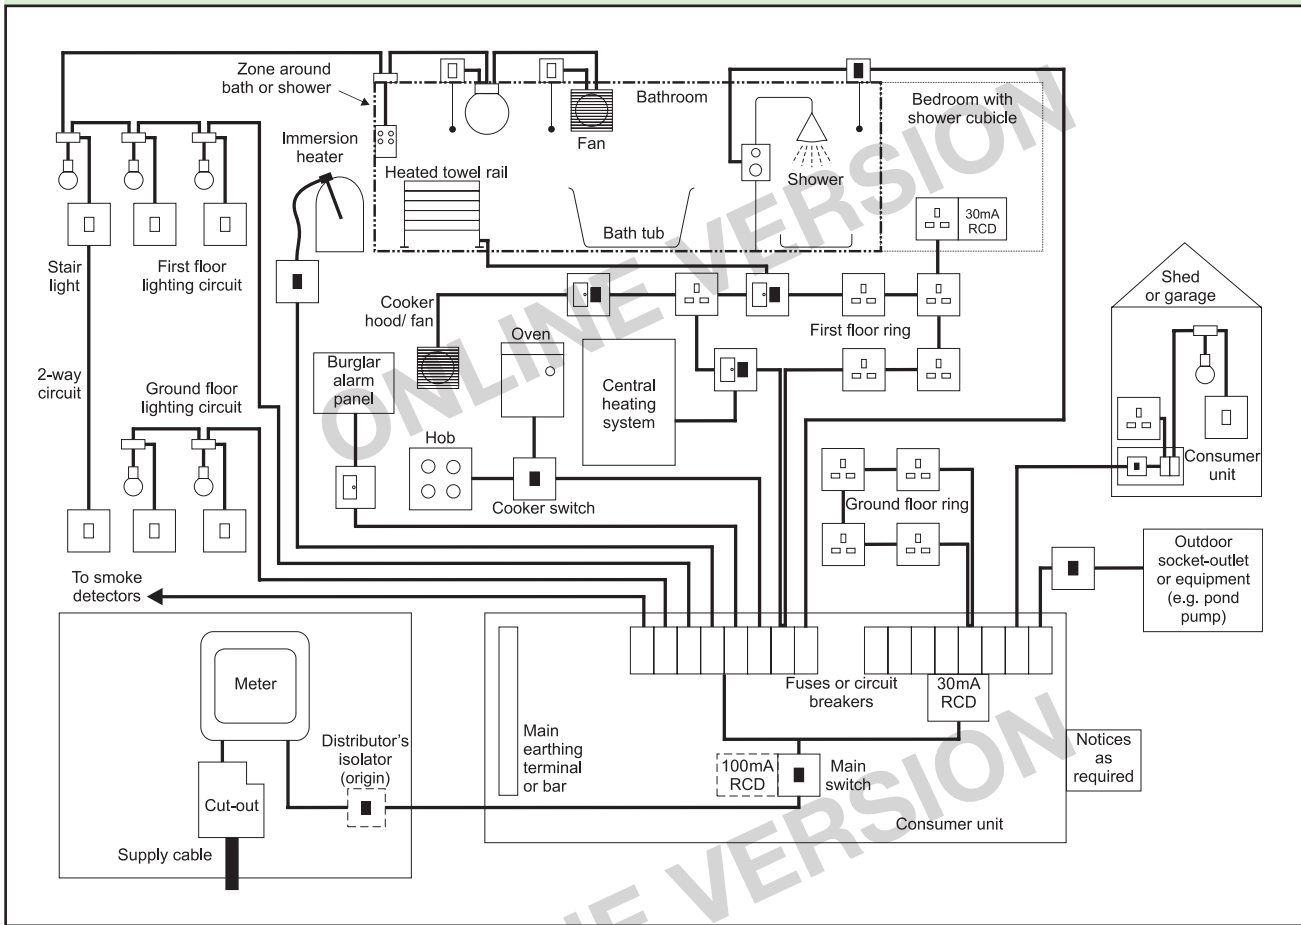 Zone around
bath or shower
Bathroom
Bedroom with
shower cubicle
Immersion
heater
Fan
Heated towel rail
Shower
Bath tub
30mA
RCD
Stair
light
First floor
lighting circuit
Cooker
hood/ fan
First floor ring
Shed
or garage
Oven
Burglar
alarm
panel
Central
heating
system
2-way
circuit
Ground floor
lighting circuit
Hob
Cooker switch
Consumer
unit
Ground floor ring
Outdoor
socket-outlet
or equipment
(e.g. pond
pump)
To smoke
detectors
Meter
Fuses or circuit
breakers
30mA
RCD
Distributor's
isolator
(origin)
Main
earthing
terminal
or bar
100mA
RCD
Main
switch
Notices
as
required
Cut-out
Consumer unit
Supply cable
ONLINE VERSION
ONLINE VERSION